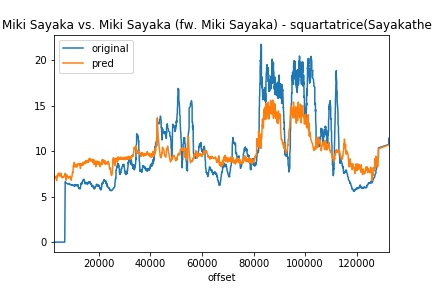 Miki Sayaka vs. Miki Sayaka (fw. Miki Sayaka) - squartatrice(Sayakathe
original
pred
20
15
10
5
0
20000 40000 60000 80000 100000 120000
offset